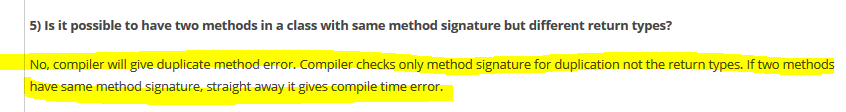 5) Is it possible to have two methods in a class with same method signature but different return types?
No, compiler will give duplicate method error. Compiler checks only method signature for duplication not the return types. If two methods
have same method signature, straight away it gives compile time error.